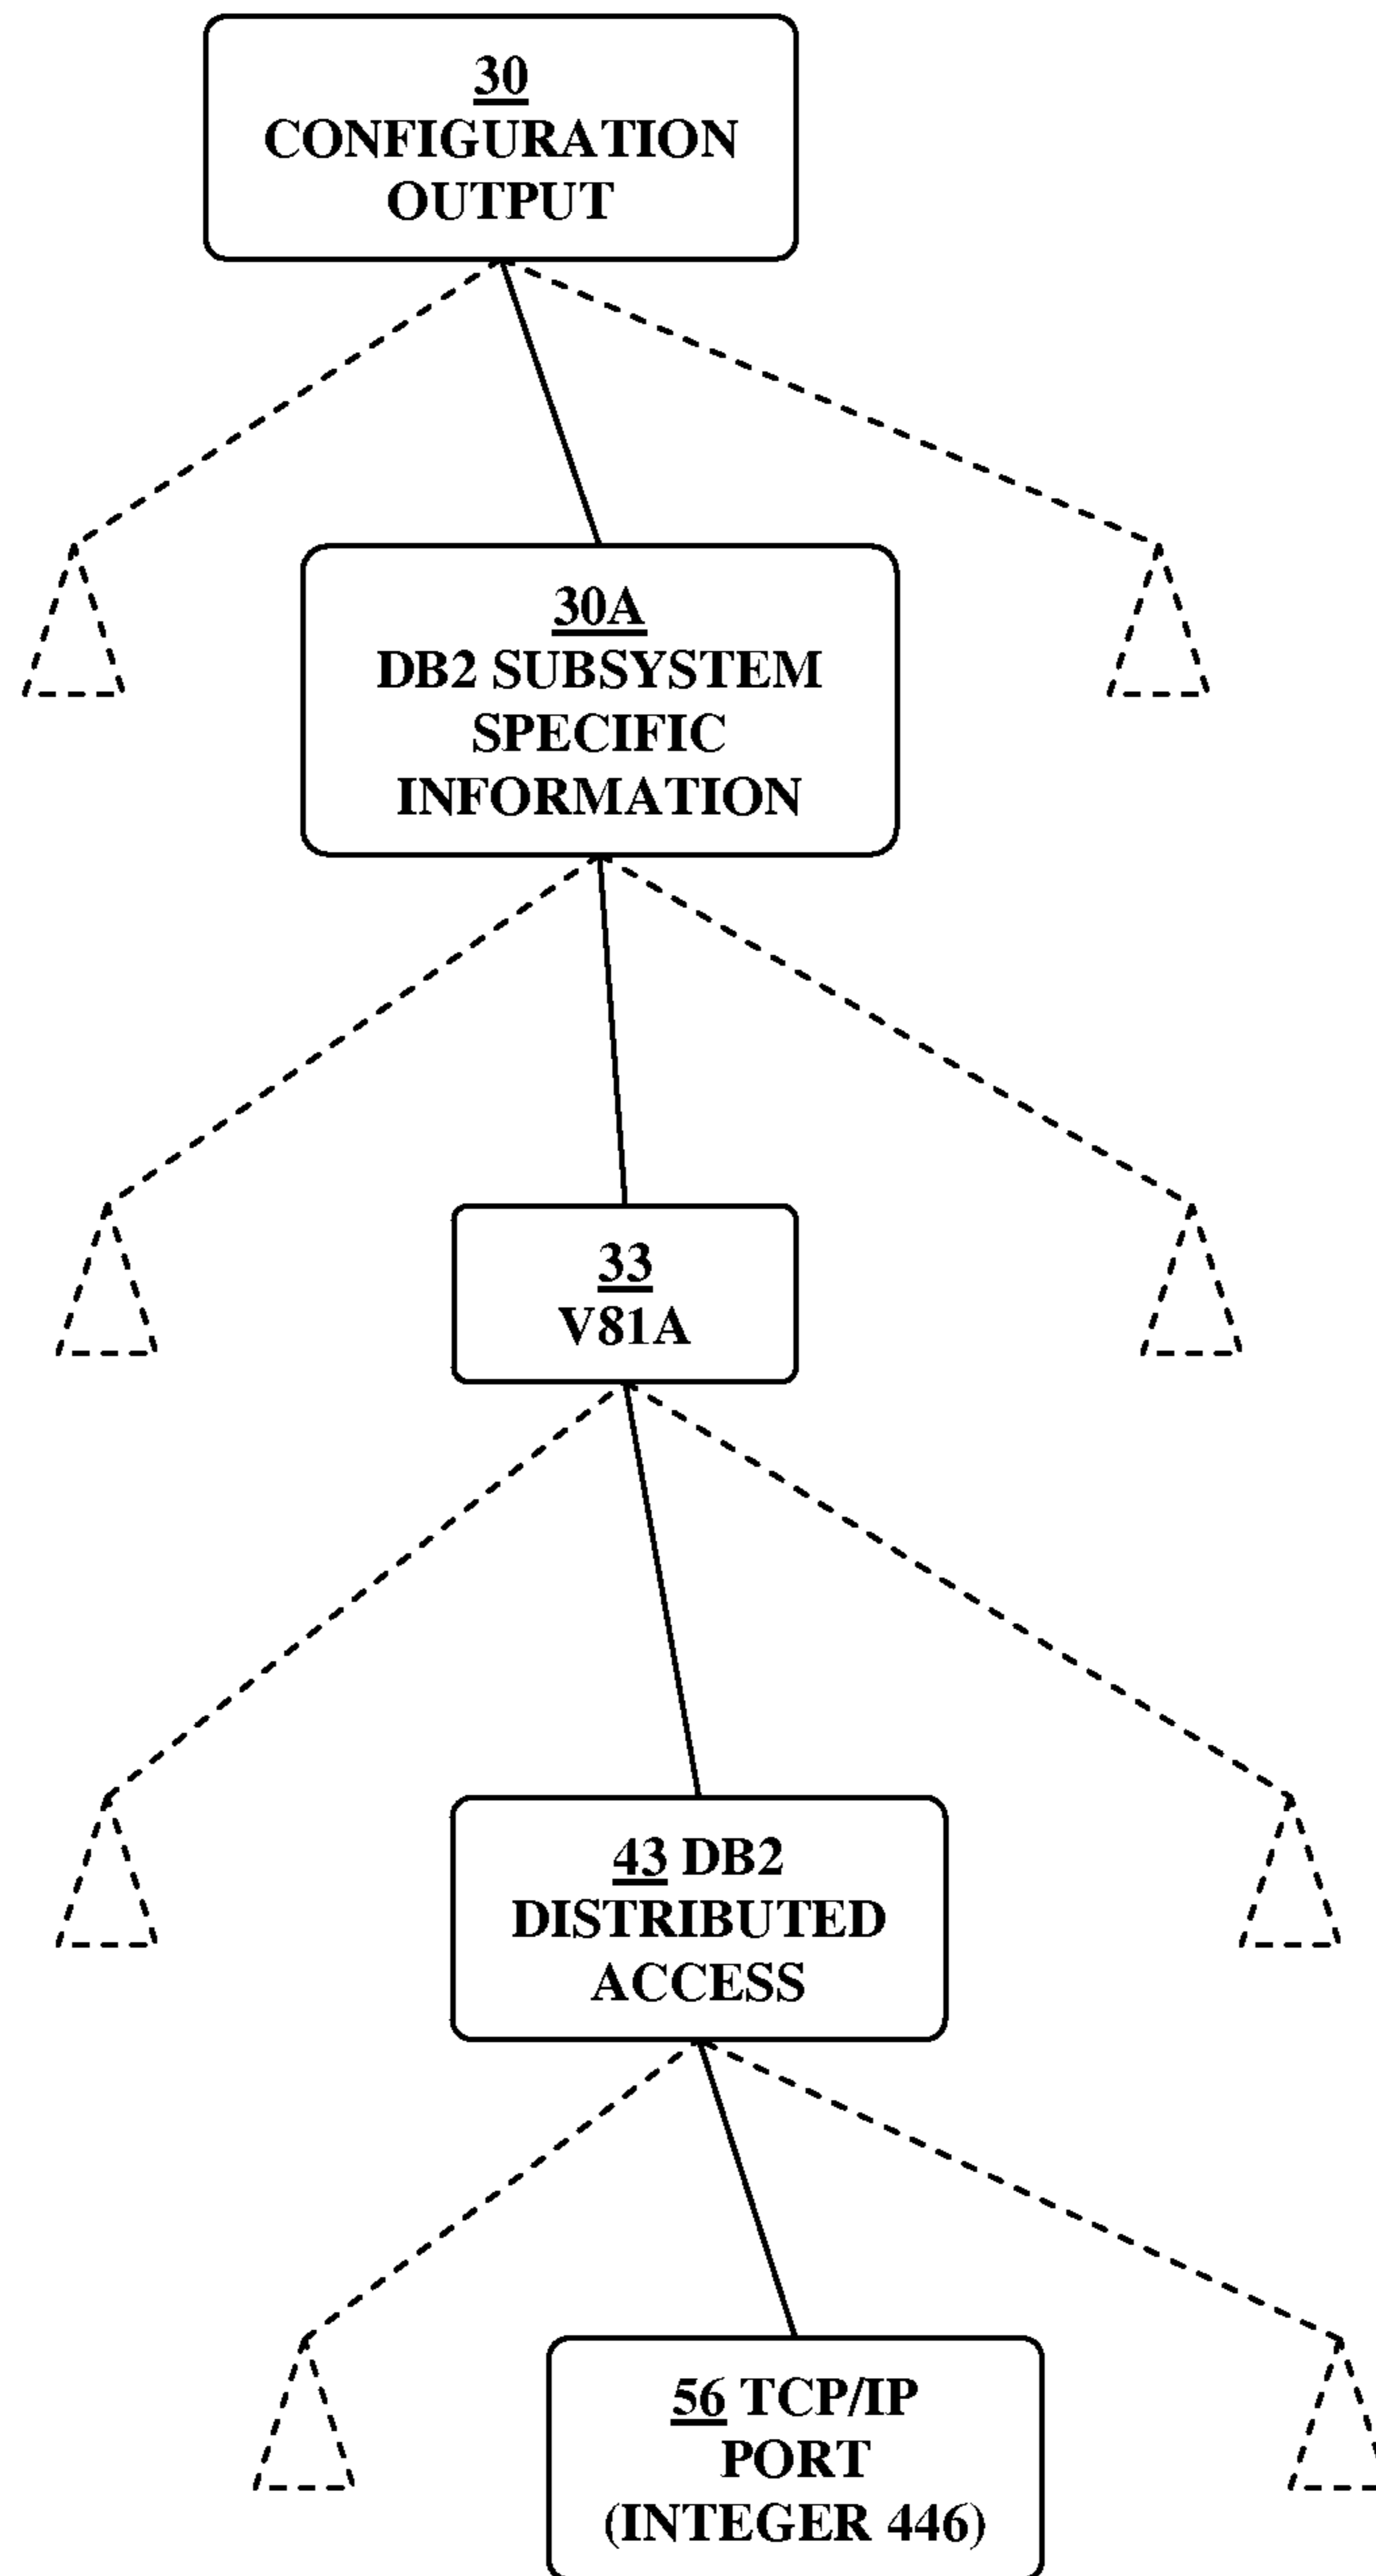 30
CONFIGURATION
OUTPUT
30A
DB2 SUBSYSTEM
SPECIFIC
INFORMATION
33
V81A
43 DB2
DISTRIBUTED
ACCESS
56 TCP/IP
PORT
(INTEGER 446)